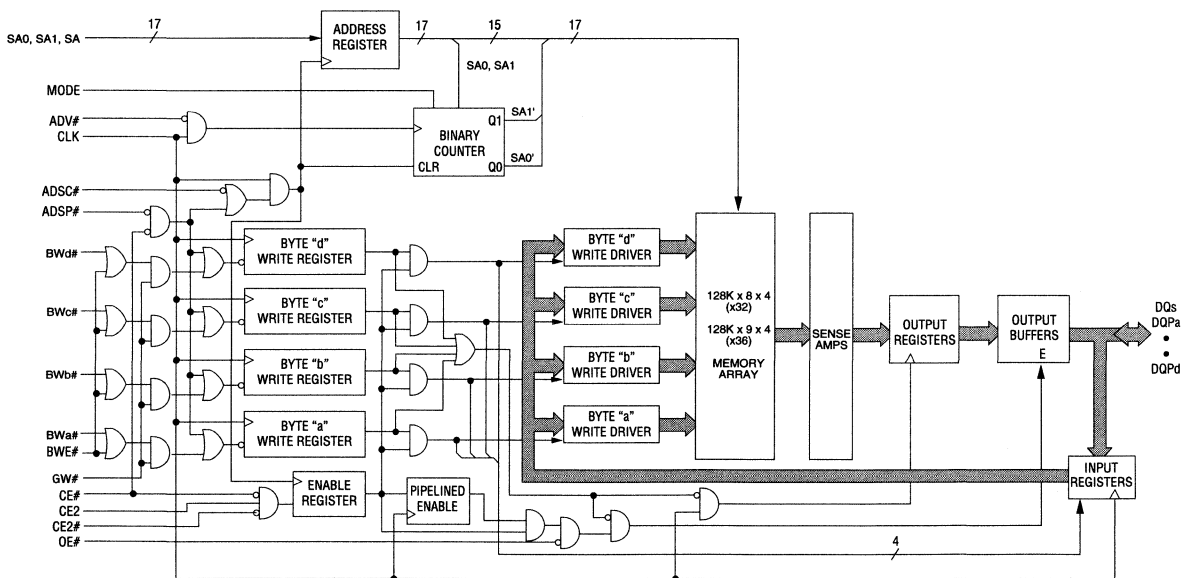 SA0, SA1, SA
17
ADDRESS
REGISTER
17
15
17
SA0, SA1
MODE
ADV#
CLK
BINARY
COUNTER
CLR
Q1
Q0
SA1'
SA0'
ADSC#
ADSP#
BWd#
BWc#
BWb#
BWa#
BWE#
GW#
CE#
CE2
CE2#
OE#
BYTE "d"
WRITE REGISTER
BYTE "c"
WRITE REGISTER
BYTE "b"
WRITE REGISTER
BYTE "a"
WRITE REGISTER
ENABLE
REGISTER
PIPELINED
ENABLE
BYTE "d"
WRITE DRIVER
BYTE "c"
WRITE DRIVER
BYTE "b"
WRITE DRIVER
BYTE "a"
WRITE DRIVER
128K x 8 x 4
(x32)
128K x 9 x 4
(x36)
MEMORY
ARRAY
SENSE
AMPS
OUTPUT
REGISTERS
OUTPUT
BUFFERS
E
DQs
DQPa
•
•
DQPd
INPUT
REGISTERS
4